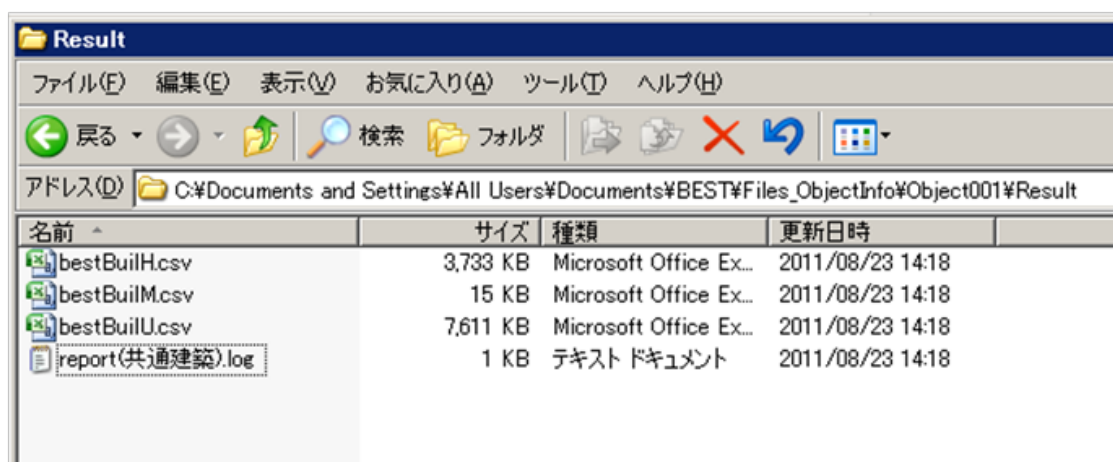 Result
ファイル(F) 編集(E) 表示(V) お気に入り(A) ツール(T) ヘルプ(H)
戻る 検索 フォルダ
アドレス(D) C:¥Documents and Settings¥All Users¥Documents¥BEST¥Files_ObjectInfo¥Object001¥Result
名前 サイズ 種類 更新日時
bestBuilH.csv 3,733 KB Microsoft Office Ex... 2011/08/23 14:18
bestBuilM.csv 15 KB Microsoft Office Ex... 2011/08/23 14:18
bestBuilU.csv 7,611 KB Microsoft Office Ex... 2011/08/23 14:18
report(共通建築).log 1 KB テキスト ドキュメント 2011/08/23 14:18